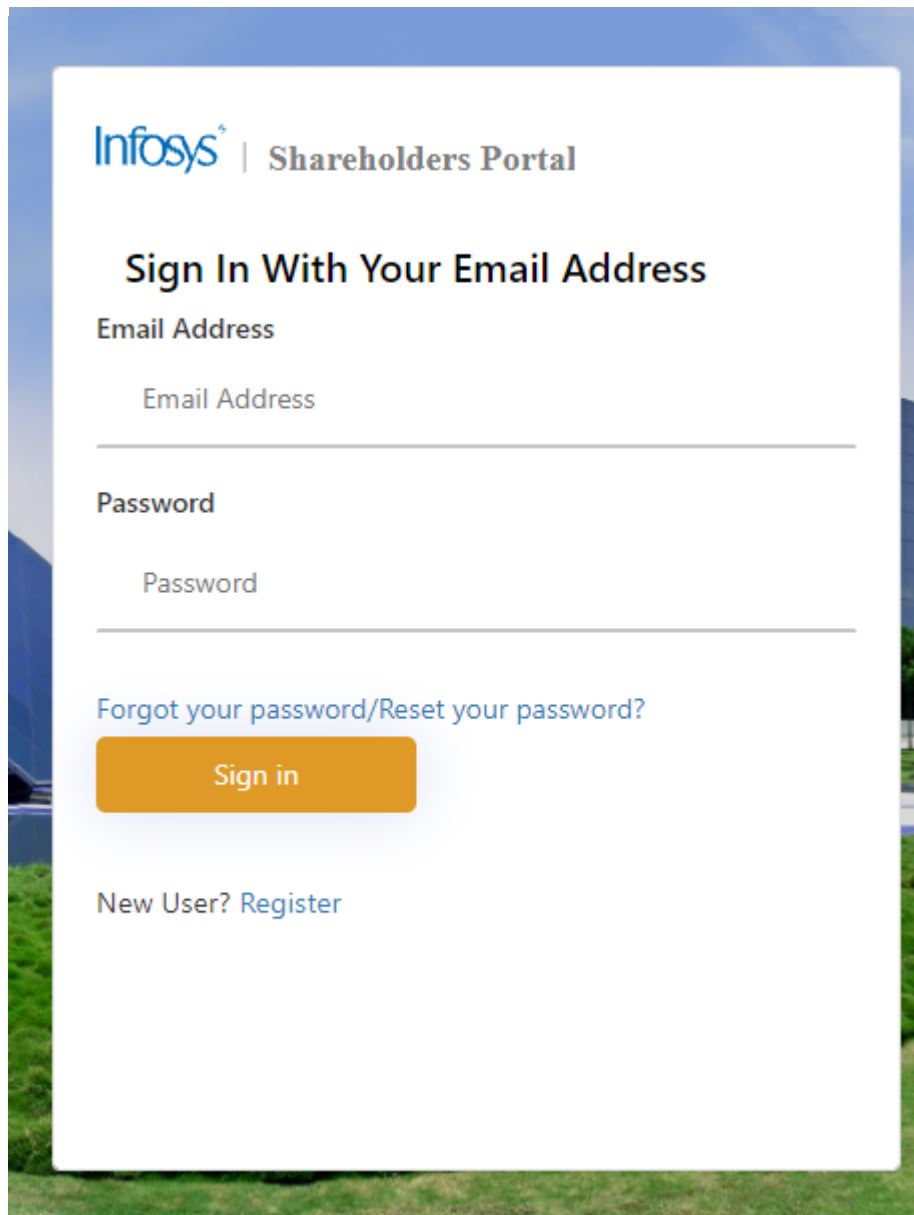 Infosys | Shareholders Portal
Sign In With Your Email Address
Email Address
Email Address
Password
Password
Forgot your password/Reset your password?
Sign in
New User? Register